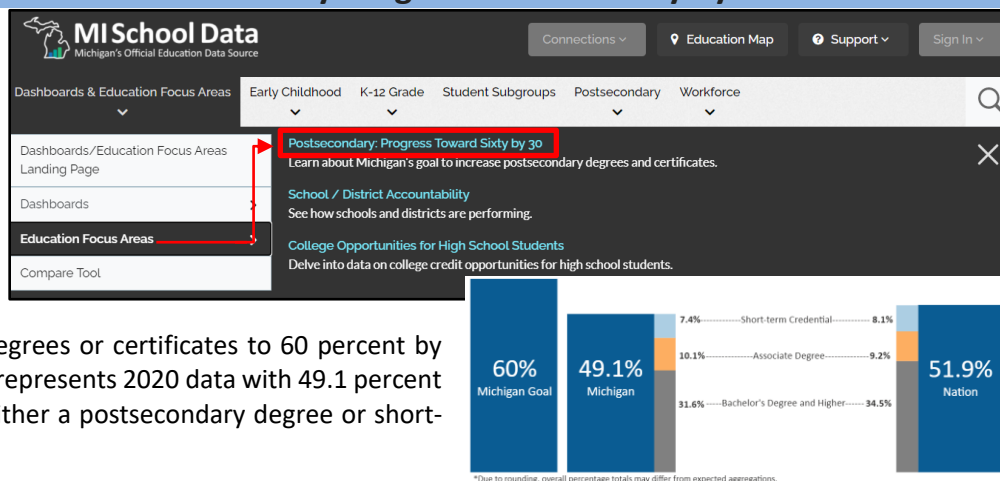 MI School Data
Michigan's Official Education Data Source
Connections
Education Map
Support
Sign In
Dashboards & Education Focus Areas
Early Childhood
K-12 Grade
Student Subgroups
Postsecondary
Workforce
Dashboards/Education Focus Areas
Landing Page
Dashboards
Education Focus Areas
Compare Tool
Postsecondary: Progress Toward Sixty by 30
Learn about Michigan's goal to increase postsecondary degrees and certificates.
School / District Accountability
See how schools and districts are performing.
College Opportunities for High School Students
Delve into data on college credit opportunities for high school students.
egrees or certificates to 60 percent by
represents 2020 data with 49.1 percent
ither a postsecondary degree or short-
60%
Michigan Goal
49.1%
Michigan
7.4%----------Short-term Credential--------- 8.1%
10.1%------------Associate Degree-----------9.2%
31.6% -----Bachelor's Degree and Higher------ 34.5%
51.9%
Nation
*Due to rounding, overall percentage totals may differ from expected aggregations.